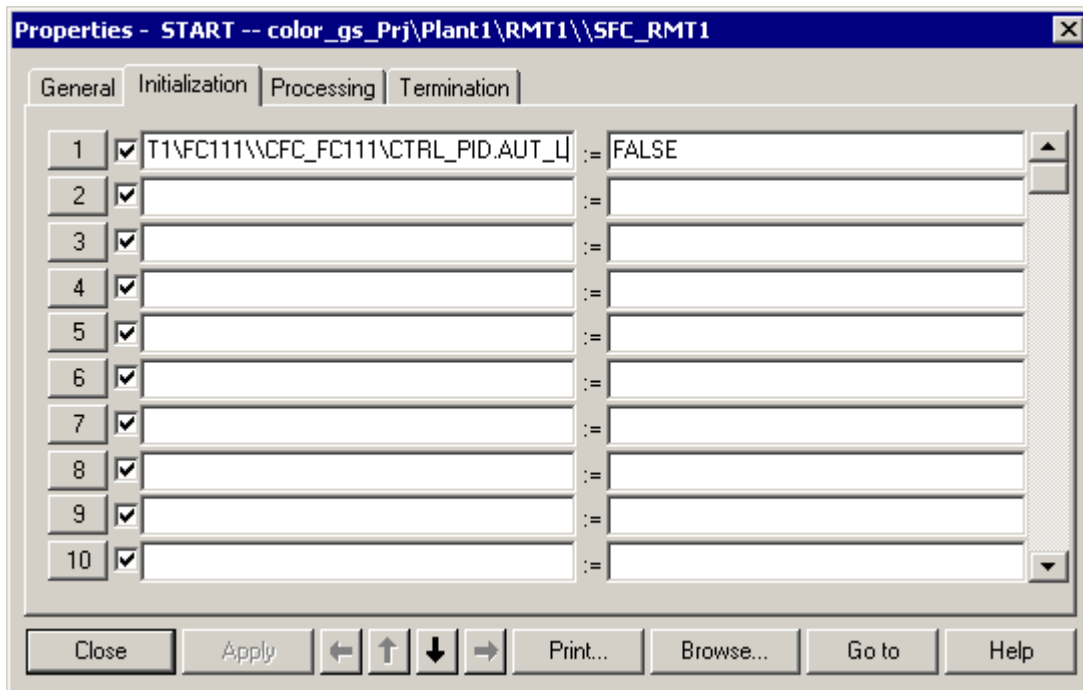 Properties - START -- color_gs_Prj\Plant1\RMT1\\SFC_RMT1
General Initialization Processing Termination
1 T1\FC111\\CFC_FC111\CTRL_PID.AUT_L := FALSE
2 :=
3 :=
4 :=
5 :=
6 :=
7 :=
8 :=
9 :=
10 :=
Close Apply Print... Browse... Go to Help